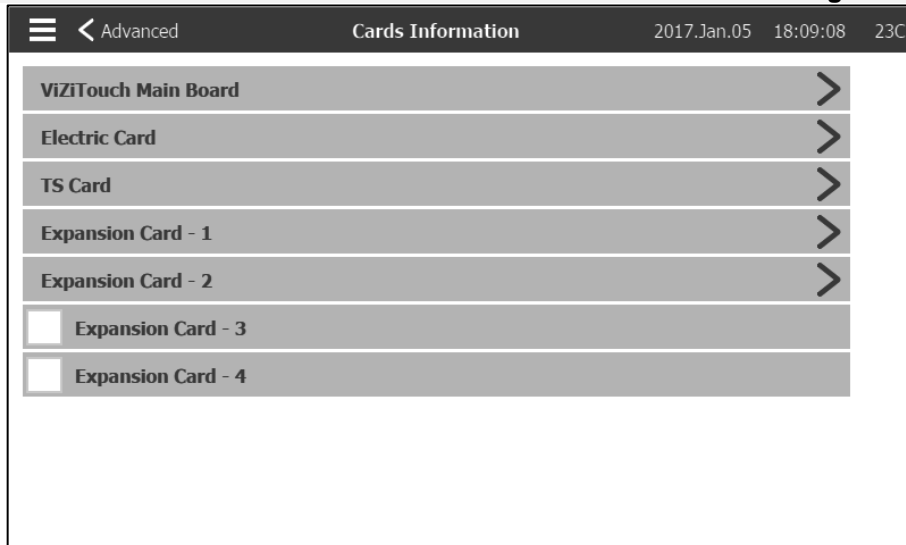 Advanced Cards Information 2017.Jan.05 18:09:08 23C
ViZiTouch Main Board
Electric Card
TS Card
Expansion Card - 1
Expansion Card - 2
Expansion Card - 3
Expansion Card - 4